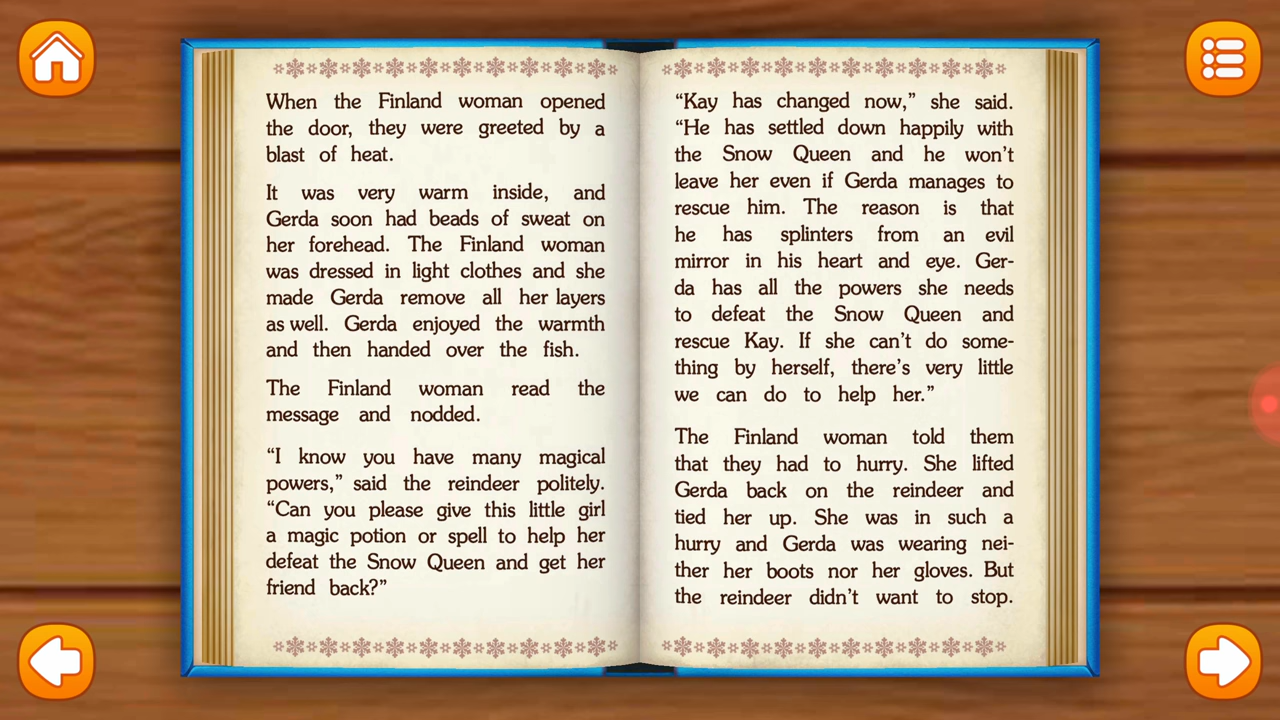 When the Finland woman opened
the door, they were greeted by a
blast of heat.
It was very warm inside, and
Gerda soon had beads of sweat on
her forehead. The Finland woman
was dressed in light clothes and she
made Gerda remove all her layers
as well. Gerda enjoyed the warmth
and then handed over the fish.
The Finland woman read the
message and nodded.
“I know you have many magical
powers,” said the reindeer politely.
“Can you please give this little girl
a magic potion or spell to help her
defeat the Snow Queen and get her
friend back?”
“Kay has changed now,” she said.
“He has settled down happily with
the Snow Queen and he won’t
leave her even if Gerda manages to
rescue him. The reason is that
he has splinters from an evil
mirror in his heart and eye. Ger-
da has all the powers she needs
to defeat the Snow Queen and
rescue Kay. If she can’t do some-
thing by herself, there’s very little
we can do to help her.”
The Finland woman told them
that they had to hurry. She lifted
Gerda back on the reindeer and
tied her up. She was in such a
hurry and Gerda was wearing nei-
ther her boots nor her gloves. But
the reindeer didn’t want to stop.